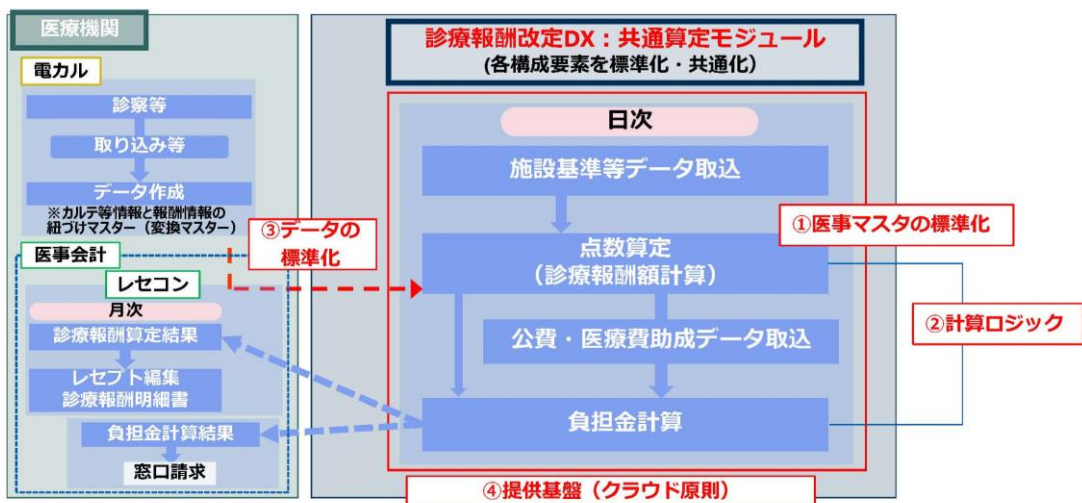 医療機関
電カル
診察等
取り込み等
データ作成
※カルテ等情報と報酬情報の
紐づけマスター（変換マスター）
医事会計
レセコン
月次
診療報酬算定結果
レセプト編集
診療報酬明細書
負担金計算結果
窓口請求
③データの
標準化
診療報酬改定DX：共通算定モジュール
(各構成要素を標準化・共通化）
日次
施設基準等データ取込
①医事マスタの標準化
点数算定
（診療報酬額計算）
②計算ロジック
公費・医療費助成データ取込
負担金計算
④提供基盤（クラウド原則）